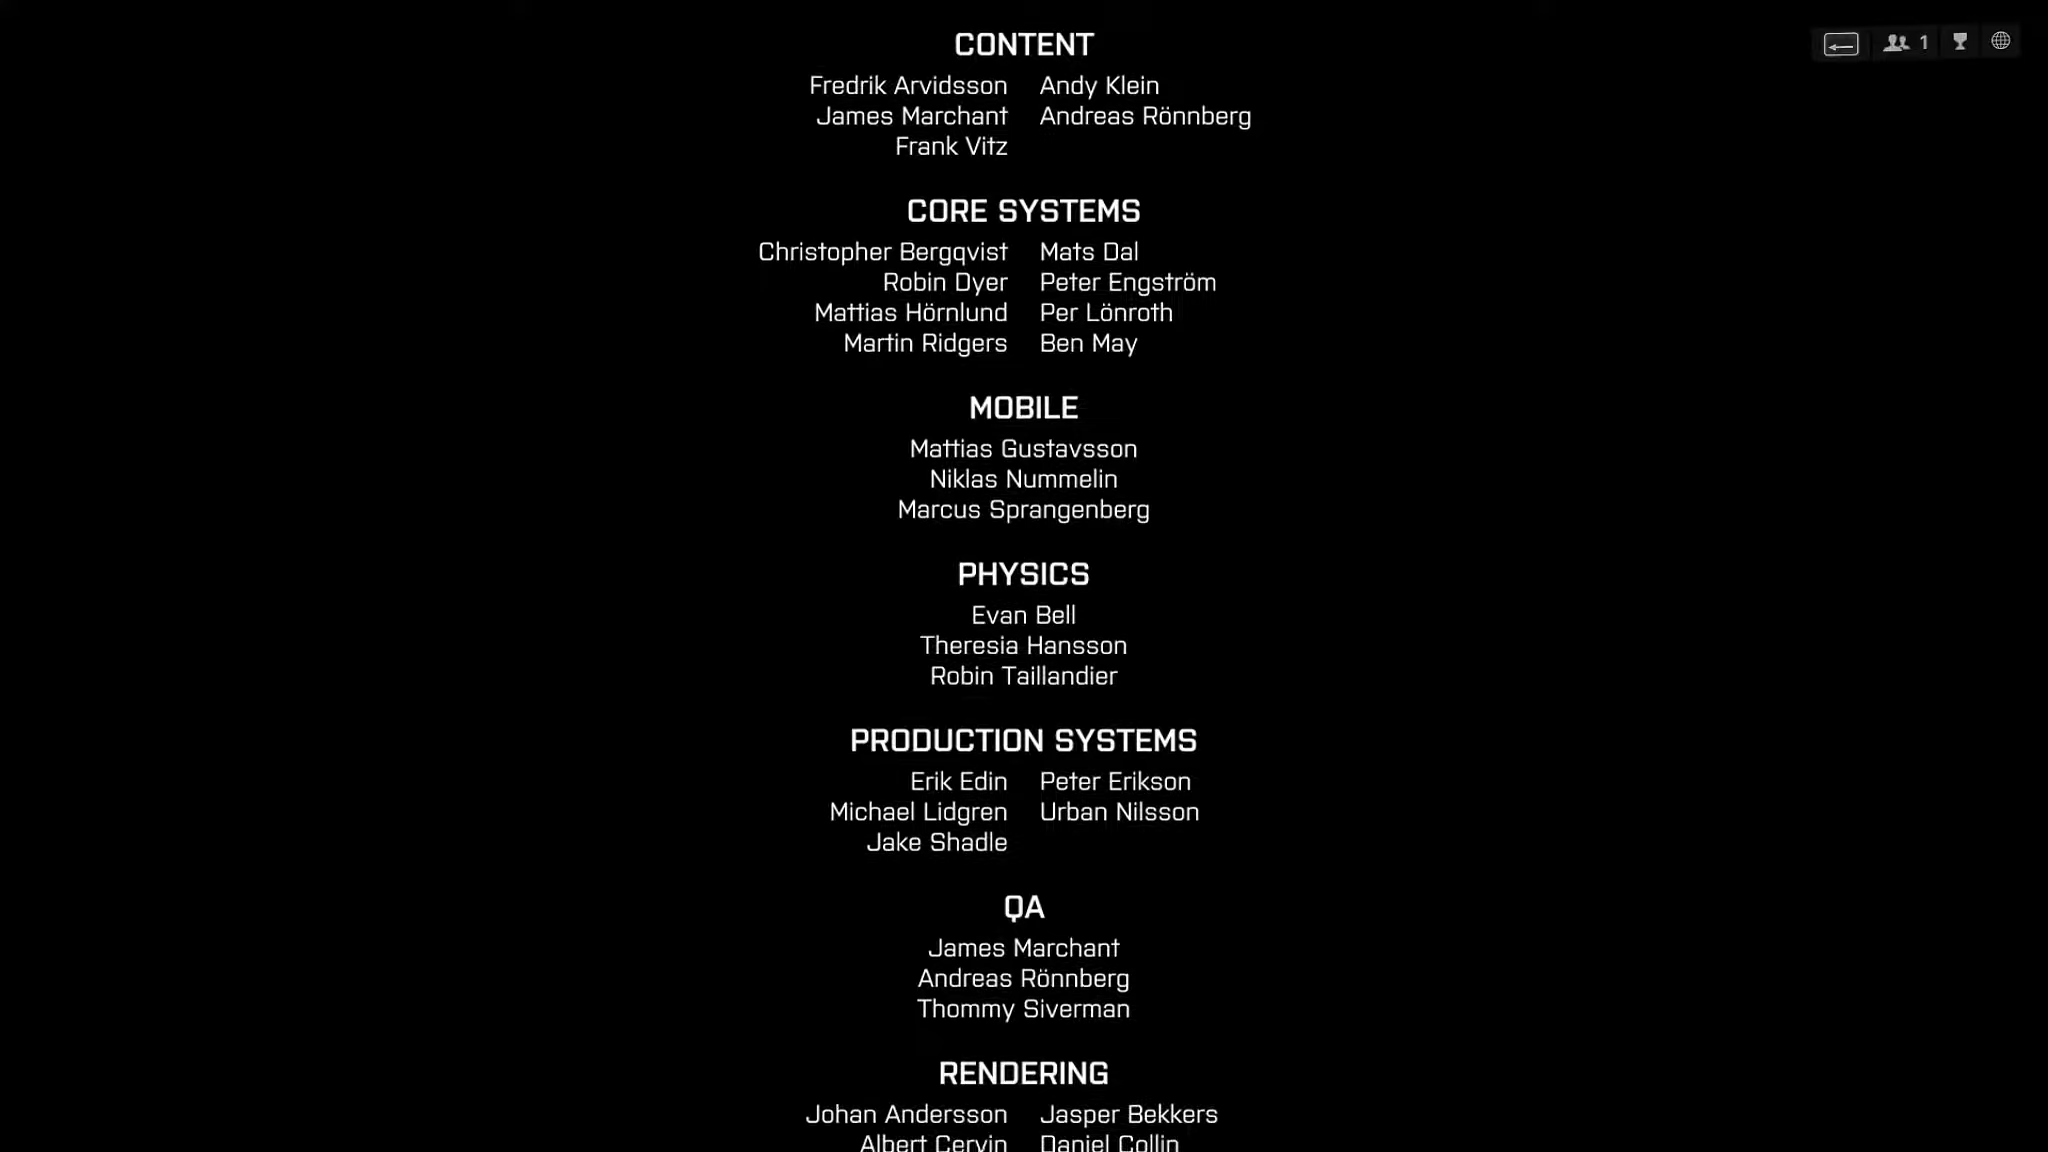 1
CONTENT
Fredrik Arvidsson Andy Klein
James Marchant Andreas Rönnberg
Frank Vitz
CORE SYSTEMS
Christopher Bergqvist Mats Dal
Robin Dyer Peter Engström
Mattias Hörnlund Per Lönroth
Martin Ridgers Ben May
MOBILE
Mattias Gustavsson
Niklas Nummelin
Marcus Sprangenberg
PHYSICS
Evan Bell
Theresia Hansson
Robin Taillandier
PRODUCTION SYSTEMS
Erik Edin Peter Erikson
Michael Lidgren Urban Nilsson
Jake Shadle
QA
James Marchant
Andreas Rönnberg
Thommy Siverman
RENDERING
Johan Andersson Jasper Bekkers
Albert Cervin Daniel Collin